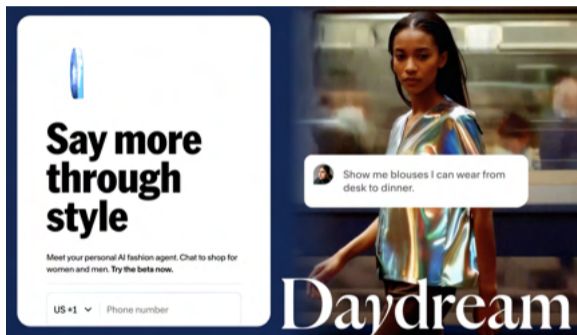 Say more
through
style
Meet your personal AI fashion agent. Chat to shop for
women and men. Try the beta now.
US +1 Phone number
Show me blouses I can wear from
desk to dinner.
Daydream